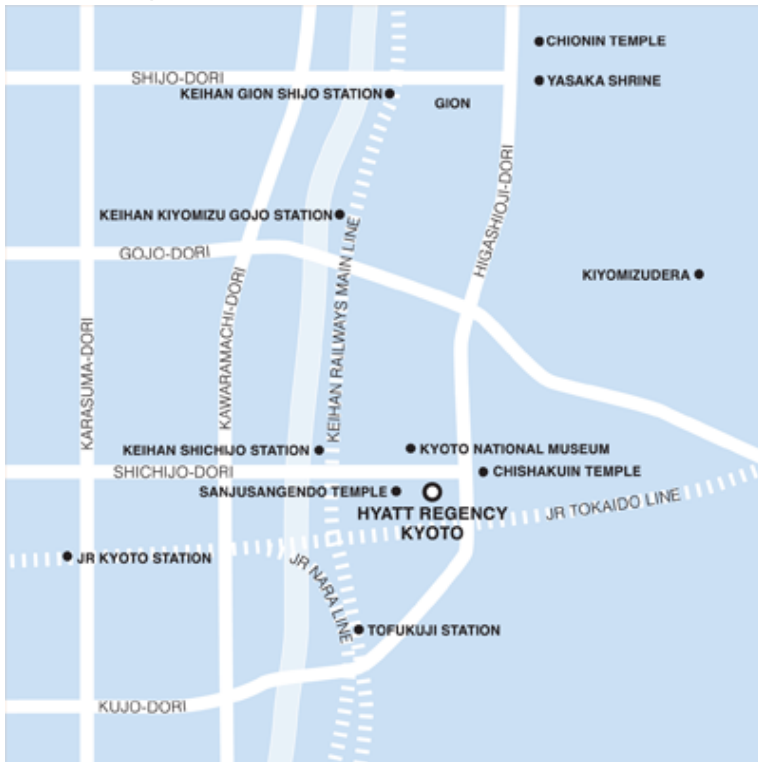 CHIONIN TEMPLE
SHIJO-DORI
YASAKA SHRINE
KEIHAN GION SHIJO STATION
GION
KEIHAN KIYOMIZU GOJO STATION
HIGASHIOJI-DORI
GOJO-DORI
KIYOMIZUDERA
KARASUMA-DORI
KAWARAMACHI-DORI
KEIHAN RAILWAYS MAIN LINE
KEIHAN SHICHIJO STATION
KYOTO NATIONAL MUSEUM
SHICHIJO-DORI
CHISHAKUIN TEMPLE
SANJUSANGENDO TEMPLE
HYATT REGENCY
KYOTO
JR TOKAIDO LINE
JR KYOTO STATION
JR NARA LINE
TOFUKUJI STATION
KUJO-DORI